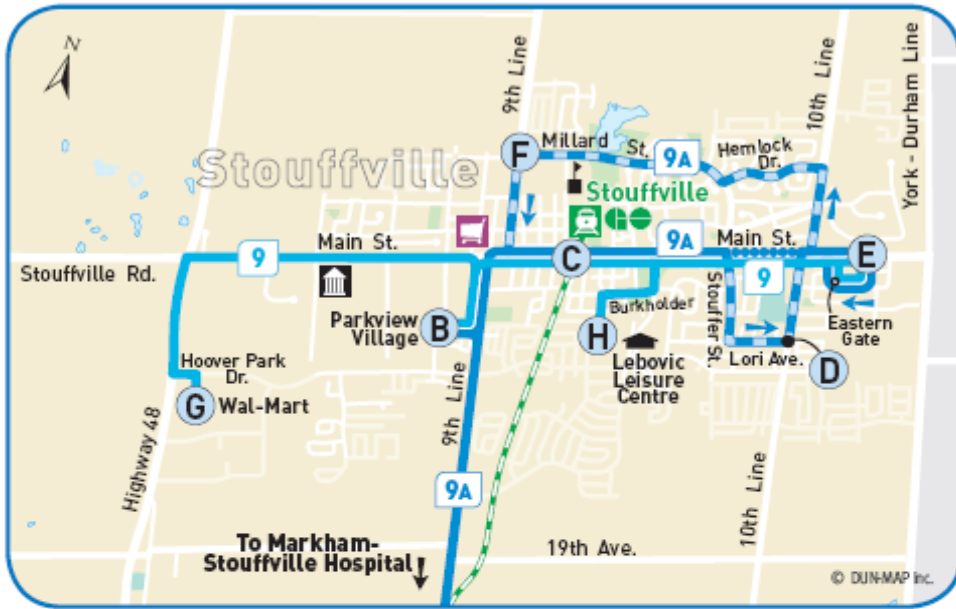 N
9th Line
10th Line
York - Durham Line
F
Millard
St.
9A
Hemlock
Dr.
Stouffville
Stouffville
9
Main St.
C
9A
Main St.
E
Stouffville Rd.
9
Stouffer St.
Eastern
Gate
Parkview
Village
B
H
Burkholder
Lebovic
Leisure
Centre
Lori Ave.
D
Hoover Park
Dr.
G
Wal-Mart
9th Line
Highway 48
9A
10th Line
To Markham-
Stouffville Hospital
19th Ave.
© DUN-MAP inc.